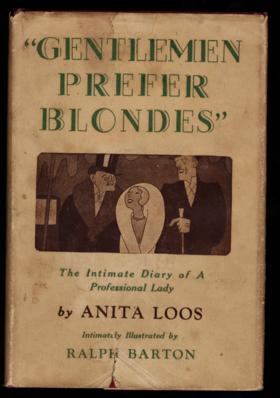 "GENTLEMEN
PREFER
BLONDES"
The Intimate Diary of A
Professional Lady
by ANITA LOOS
Intimately Illustrated by
RALPH BARTON